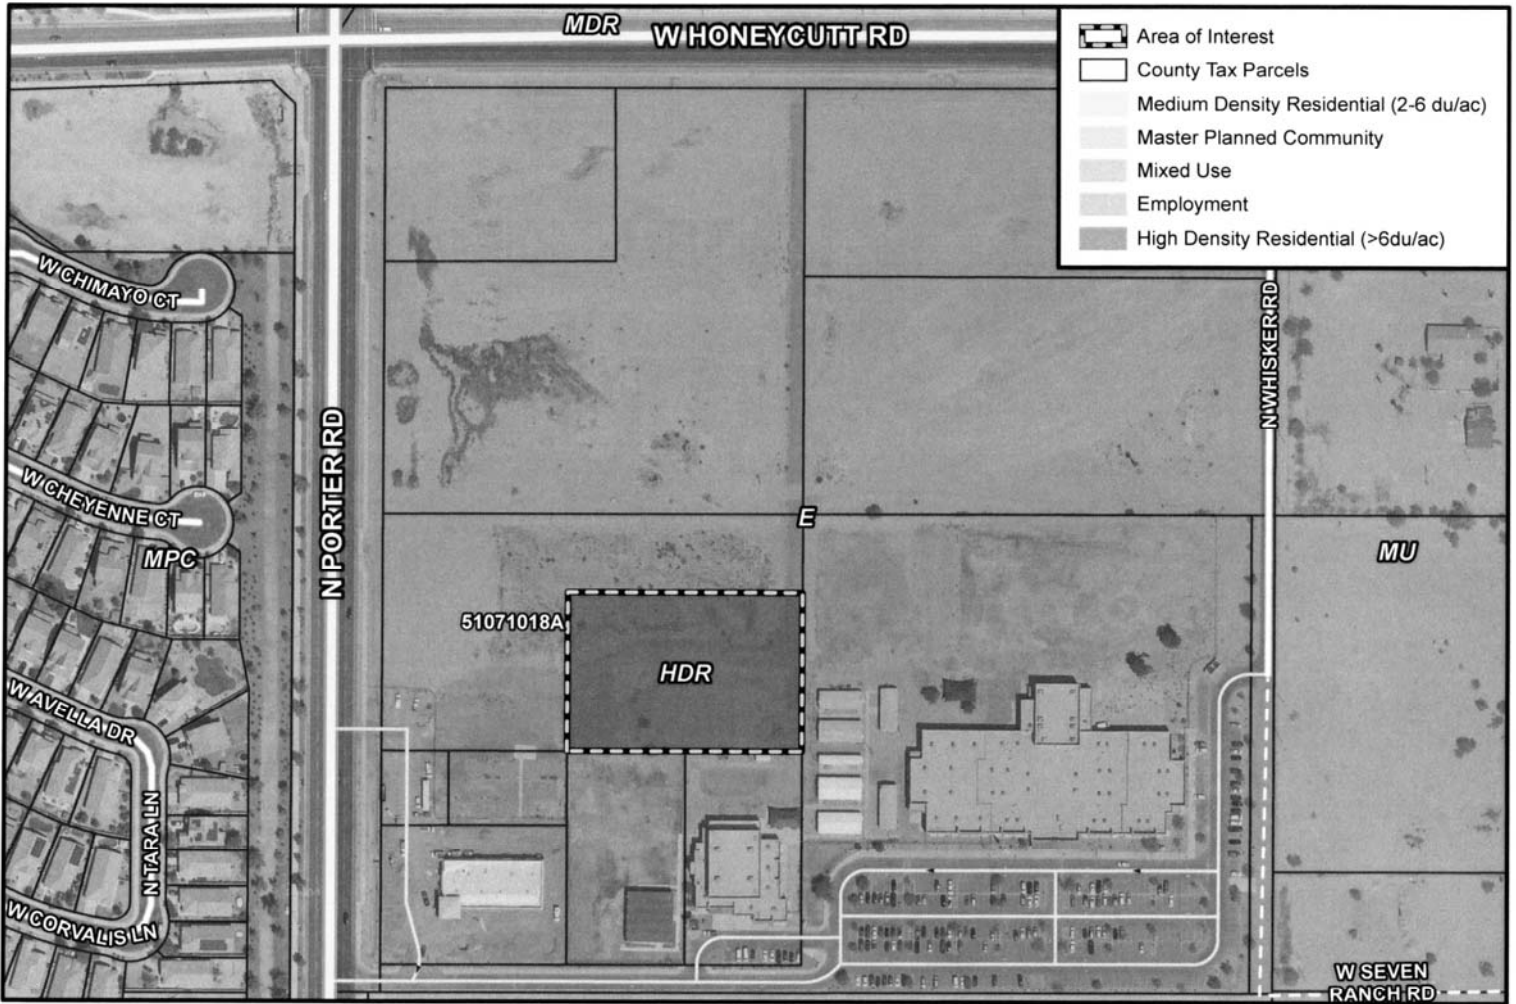 MDR
W HONEYCUTT RD
Area of Interest
County Tax Parcels
Medium Density Residential (2-6 du/ac)
Master Planned Community
Mixed Use
Employment
High Density Residential (>6du/ac)
W CHIMAYO CT
N WHISKER RD
N PORTER RD
W CHEYENNE CT
MPC
E
MU
51071018A
HDR
W AVELLA DR
N TARA LN
W CORVALIS LN
W SEVEN
RANCH RD